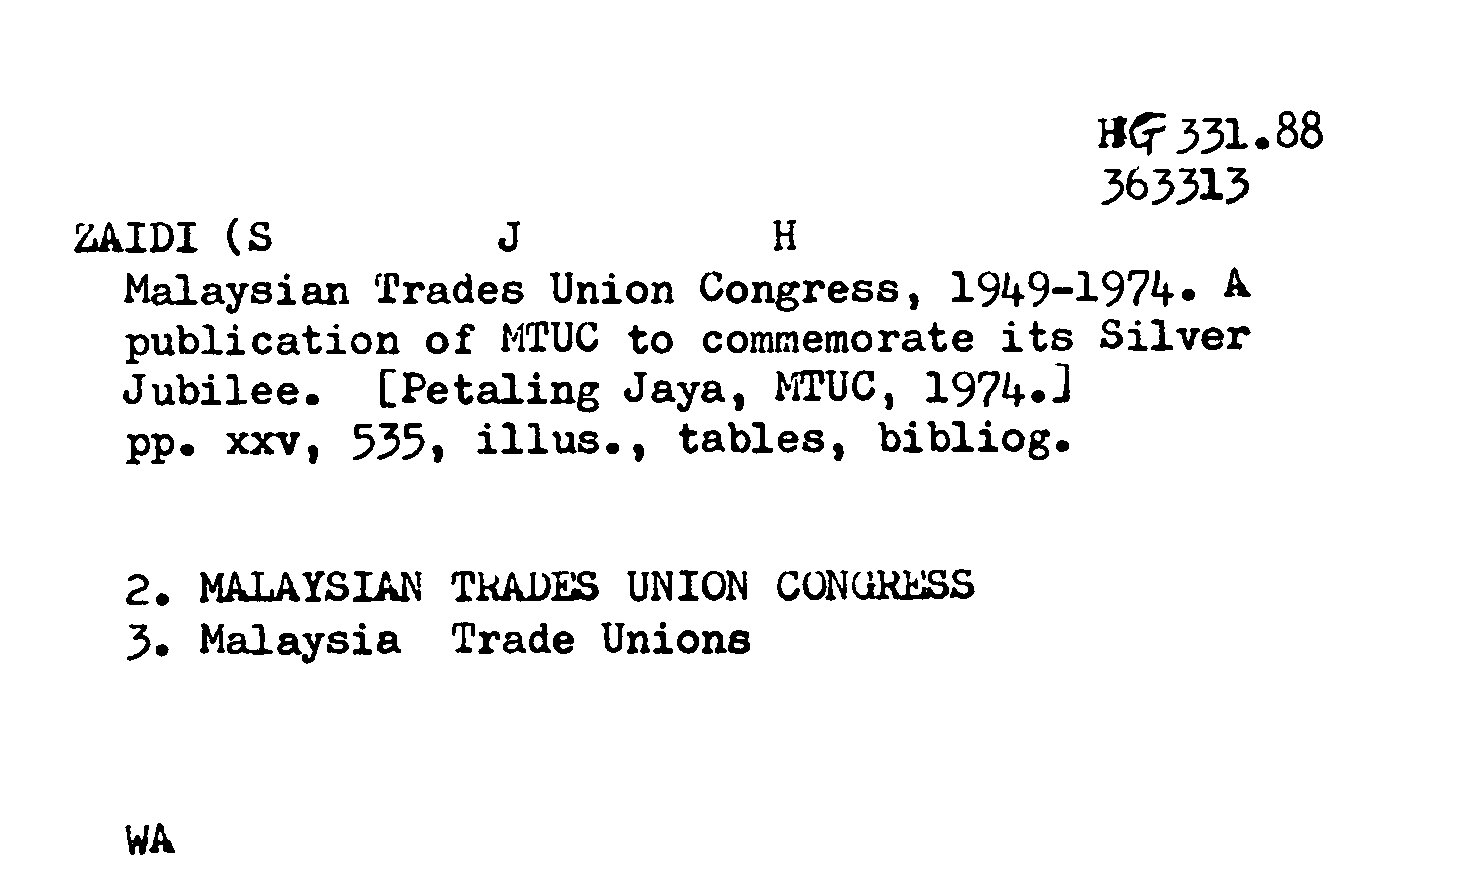 HG 331.88
363313
ZAIDI (S J H
Malaysian Trades Union Congress, 1949-1974. A
publication of MTUC to commemorate its Silver
Jubilee. [Petaling Jaya, MTUC, 1974.]
pp. xxv, 535, illus., tables, bibliog.
2. MALAYSIAN TRADES UNION CONGRESS
3. Malaysia Trade Unions
WA